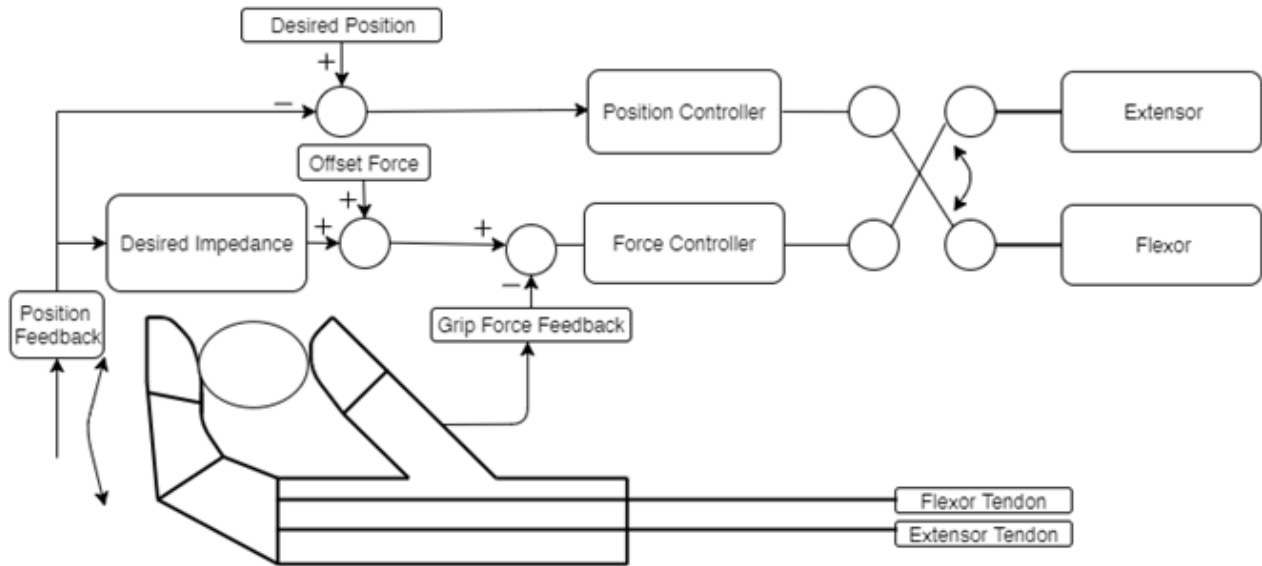 Desired Position
+
−
Position Controller
Extensor
Offset Force
+
Desired Impedance
+
+
Force Controller
Flexor
−
Position
Feedback
Grip Force Feedback
Flexor Tendon
Extensor Tendon